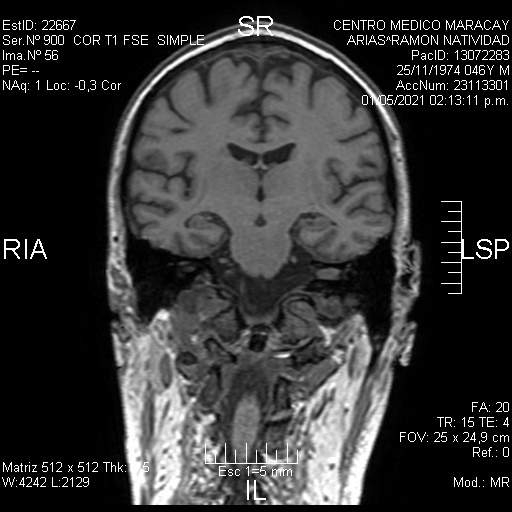 EstID: 22667
Ser.Nº 900 COR T1 FSE SIMPLE
Ima.Nº 56
PE= --
NAq: 1 Loc: -0,3 Cor
SR
CENTRO MEDICO MARACAY
ARIAS^RAMON NATIVIDAD
PacID: 13072283
25/11/1974 046Y M
AccNum: 23113301
01/05/2021 02:13:11 p.m.
RIA
LSP
FA: 20
TR: 15 TE: 4
FOV: 25 x 24,9 cm
Ref.: 0
Matriz 512 x 512 Thk:
W:4242 L:2129
Esc 1=5 mm
IL
Mod.: MR